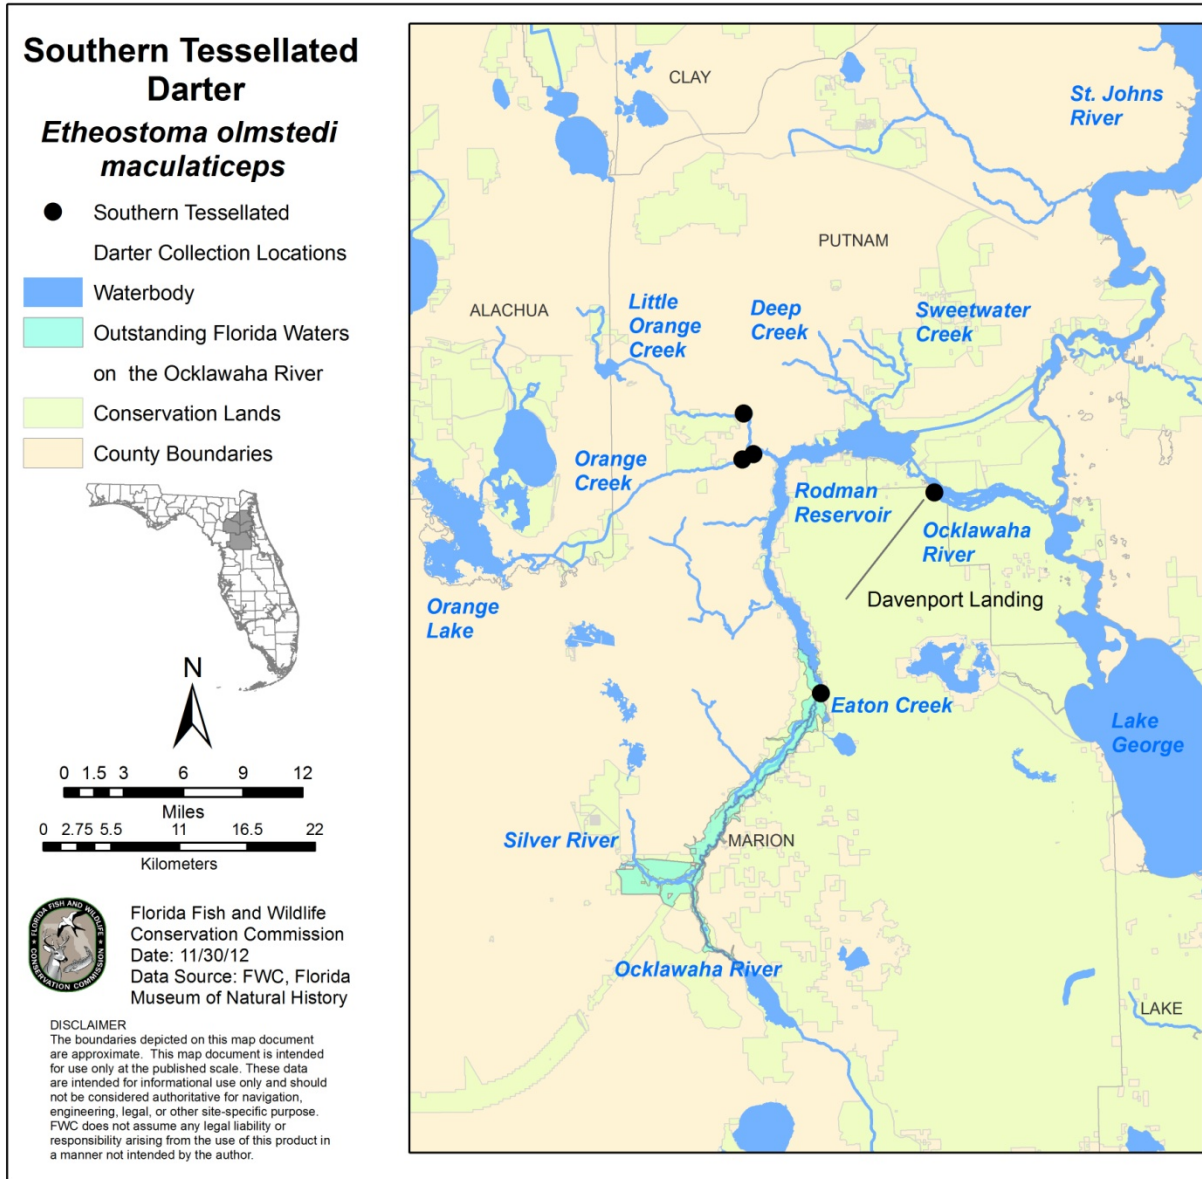 Southern Tessellated
Darter
Etheostoma olmstedi
maculaticeps
Southern Tessellated
Darter Collection Locations
Waterbody
Outstanding Florida Waters
on the Ocklawaha River
Conservation Lands
County Boundaries
N
0 1.5 3 6 9 12
Miles
0 2.75 5.5 11 16.5 22
Kilometers
FLORIDA FISH AND WILDLIFE
CONSERVATION COMMISSION
Florida Fish and Wildlife
Conservation Commission
Date: 11/30/12
Data Source: FWC, Florida
Museum of Natural History
DISCLAIMER
The boundaries depicted on this map document
are approximate. This map document is intended
for use only at the published scale. These data
are intended for informational use only and should
not be considered authoritative for navigation,
engineering, legal, or other site-specific purpose.
FWC does not assume any legal liability or
responsibility arising from the use of this product in
a manner not intended by the author.
CLAY
St. Johns
River
PUTNAM
ALACHUA
Little
Orange
Creek
Deep
Creek
Sweetwater
Creek
Orange
Creek
Rodman
Reservoir
Ocklawaha
River
Davenport Landing
Orange
Lake
Eaton Creek
Lake
George
Silver River
MARION
Ocklawaha River
LAKE